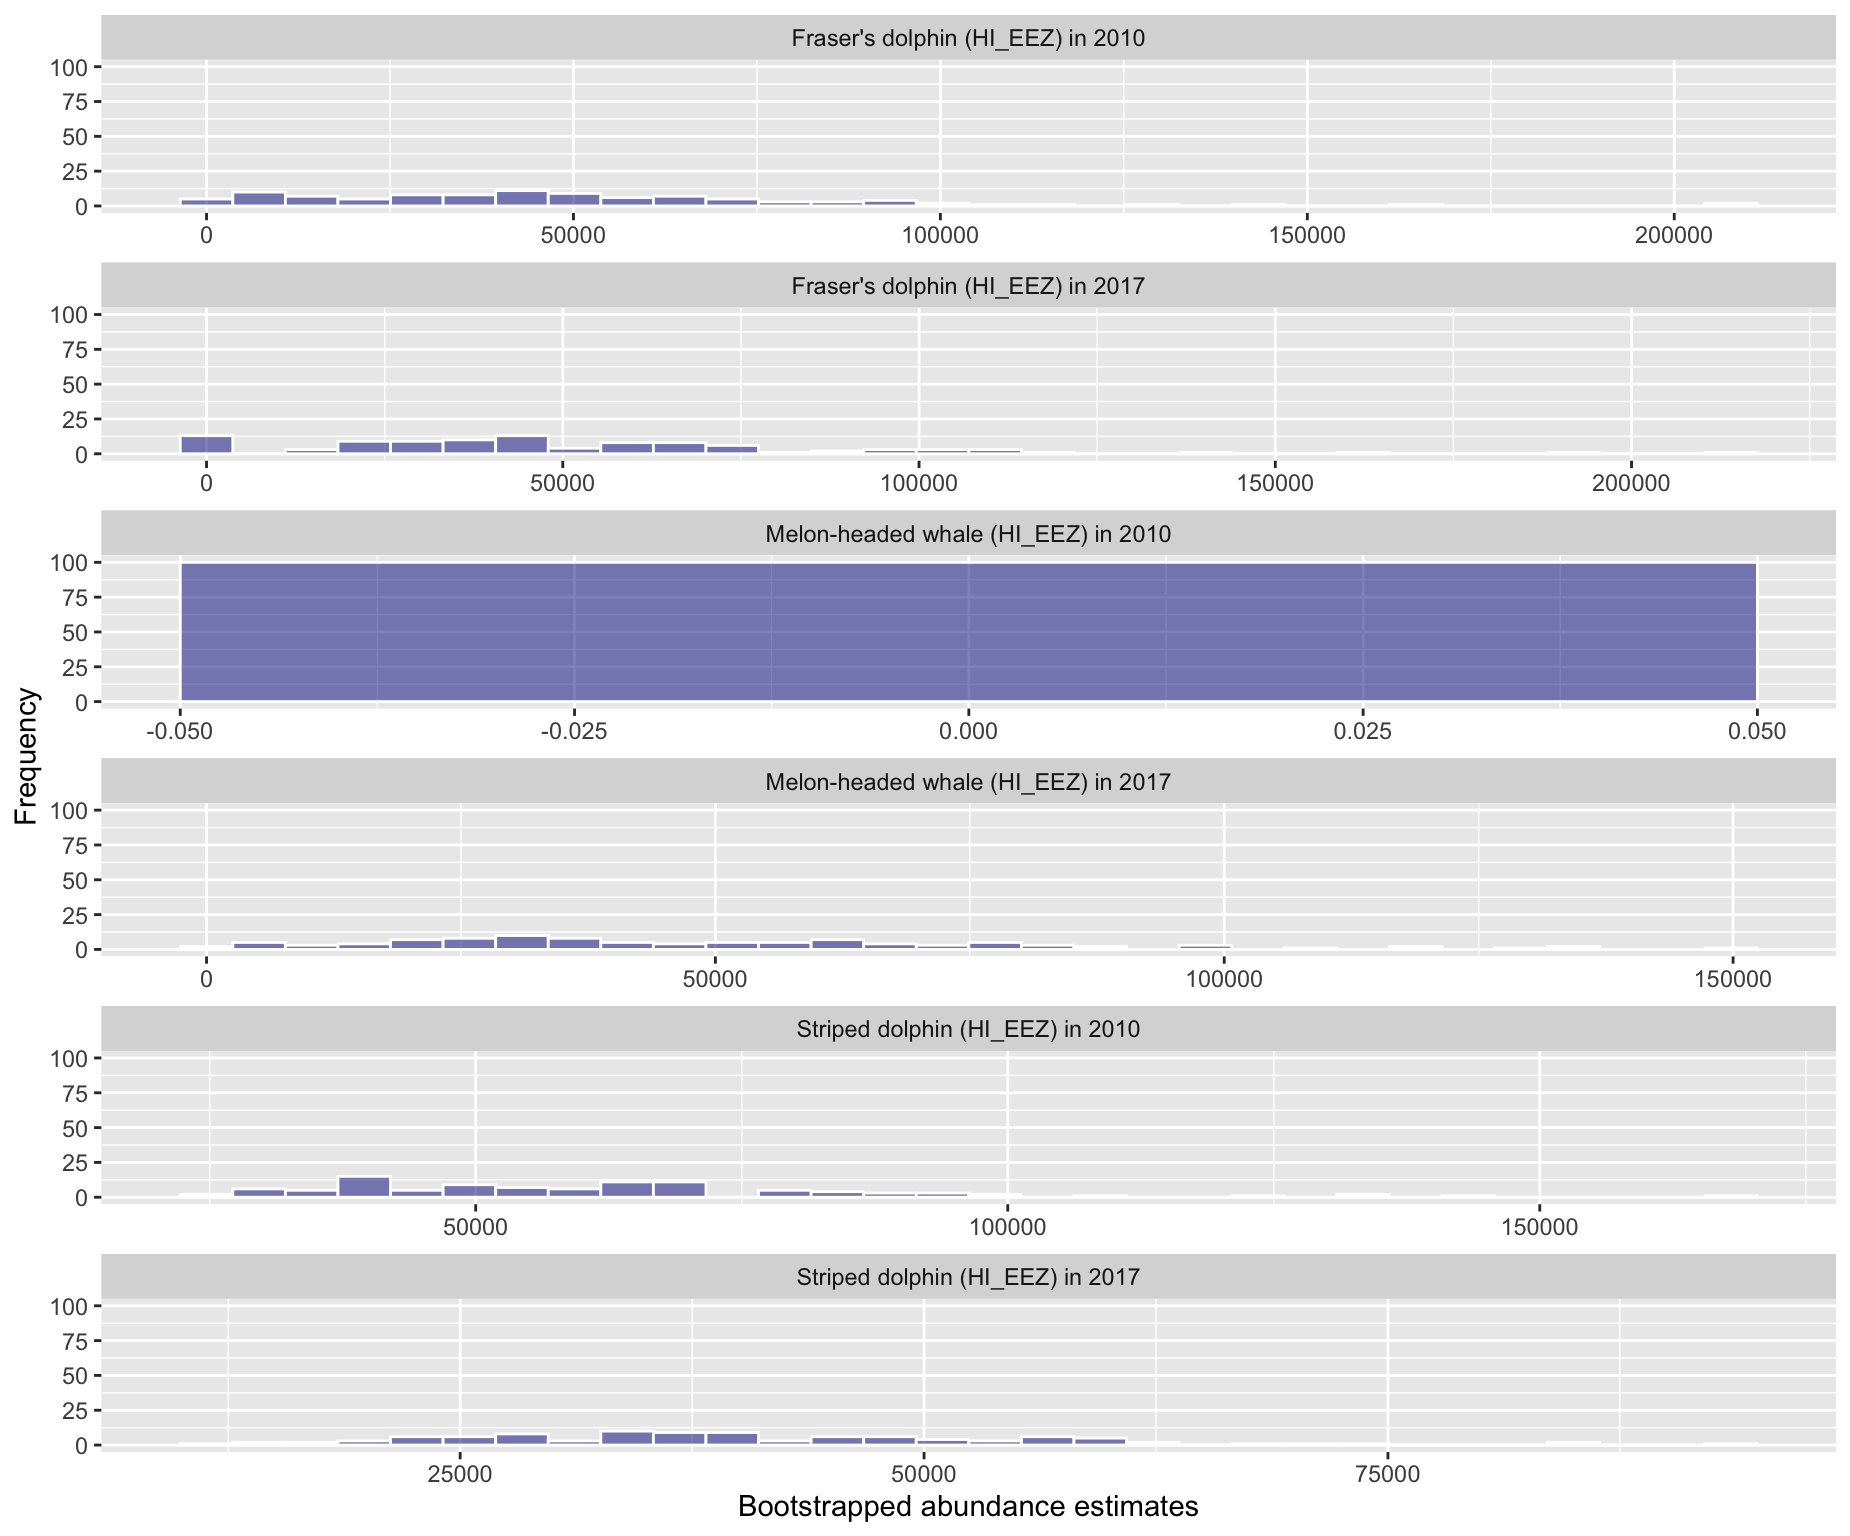 Fraser's dolphin (HI_EEZ) in 2010
100
75
50
25
0
0 50000 100000 150000 200000
Fraser's dolphin (HI_EEZ) in 2017
100
75
50
25
0
0 50000 100000 150000 200000
Melon-headed whale (HI_EEZ) in 2010
100
75
50
25
0
-0.050 -0.025 0.000 0.025 0.050
Frequency
Melon-headed whale (HI_EEZ) in 2017
100
75
50
25
0
0 50000 100000 150000
Striped dolphin (HI_EEZ) in 2010
100
75
50
25
0
50000 100000 150000
Striped dolphin (HI_EEZ) in 2017
100
75
50
25
0
25000 50000 75000
Bootstrapped abundance estimates